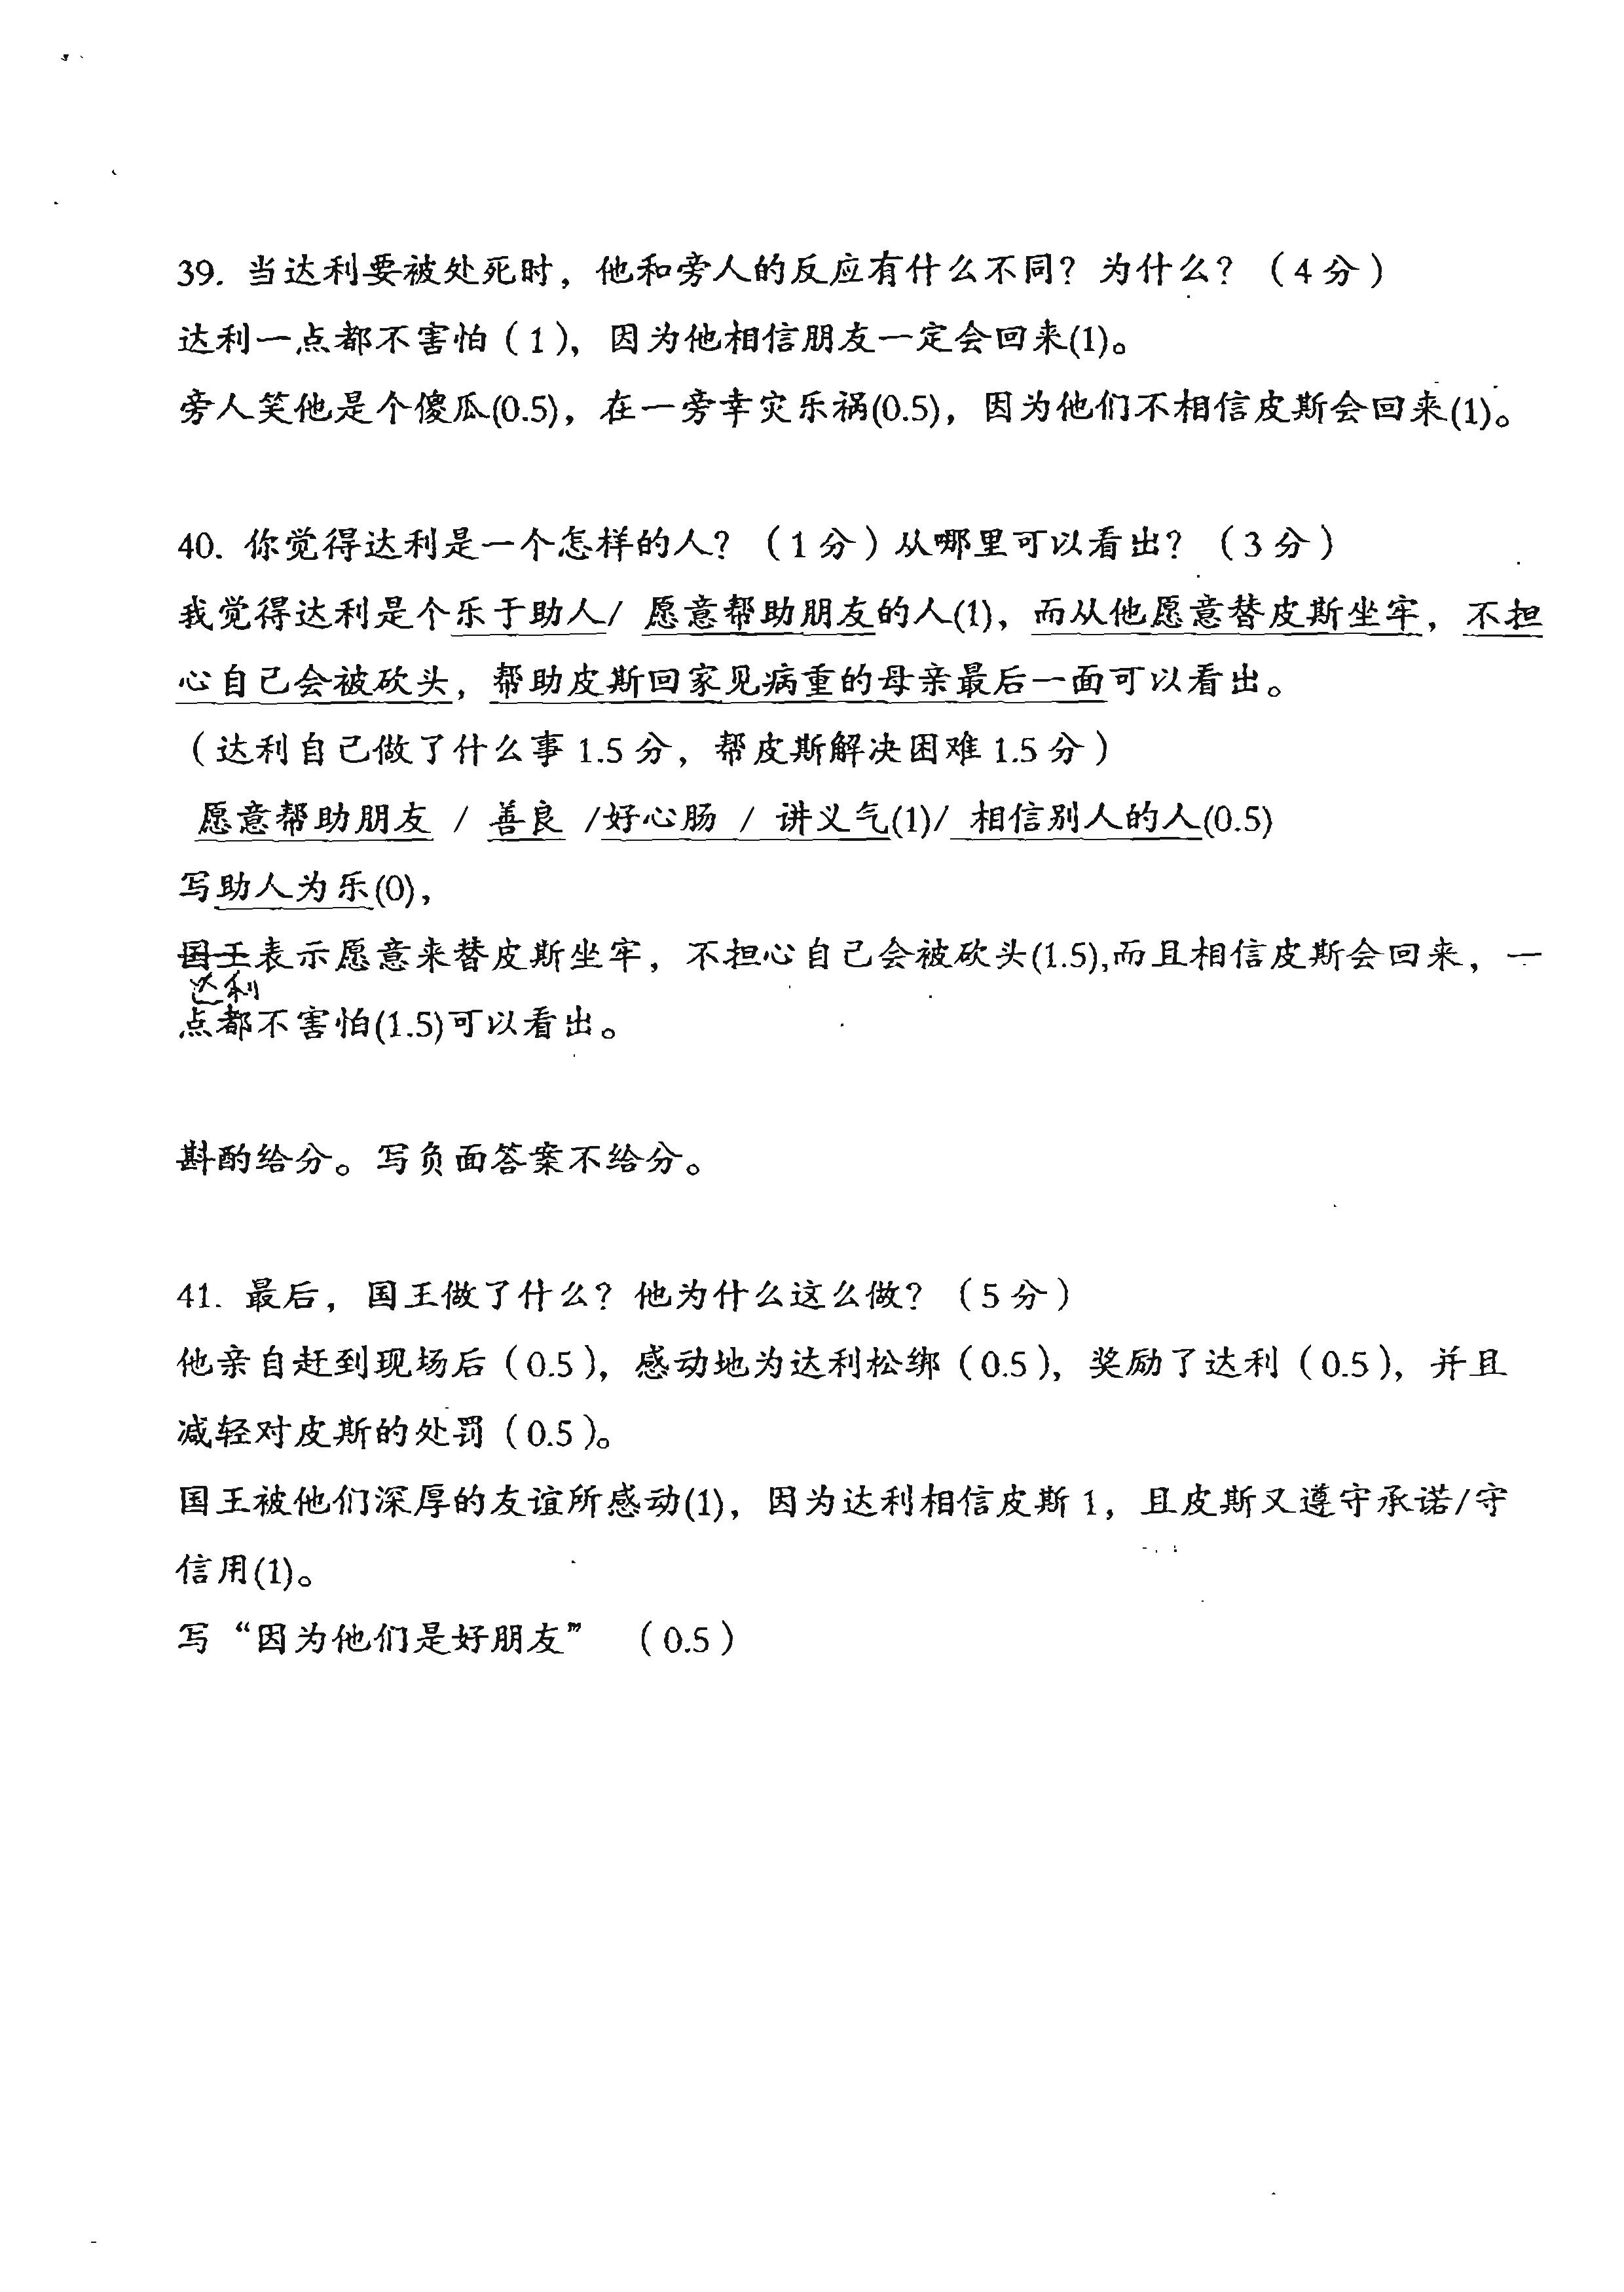 39. 当达利要被处死时，他和旁人的反应有什么不同？为什么？（4 分）
达利一点都不害怕（1），因为他相信朋友一定会回来(1)。
旁人笑他是个傻瓜(0.5)，在一旁幸灾乐祸(0.5)，因为他们不相信皮斯会回来(1)。
40. 你觉得达利是一个怎样的人？（1 分）从哪里可以看出？（3 分）
我觉得达利是个乐于助人/ 愿意帮助朋友的人(1)，而从他愿意替皮斯坐牢，不担
心自己会被砍头，帮助皮斯回家见病重的母亲最后一面可以看出。
（达利自己做了什么事 1.5 分，帮皮斯解决困难 1.5 分）
愿意帮助朋友 / 善良 /好心肠 / 讲义气(1)/ 相信别人的人(0.5)
写助人为乐(0)，
国王表示愿意来替皮斯坐牢，不担心自己会被砍头(1.5),而且相信皮斯会回来，一
达利
点都不害怕(1.5)可以看出。
斟酌给分。写负面答案不给分。
41. 最后，国王做了什么？他为什么这么做？（5 分）
他亲自赶到现场后（0.5），感动地为达利松绑（0.5），奖励了达利（0.5），并且
减轻对皮斯的处罚（0.5）。
国王被他们深厚的友谊所感动(1)，因为达利相信皮斯 1，且皮斯又遵守承诺/守
信用(1)。
写“因为他们是好朋友” （0.5）